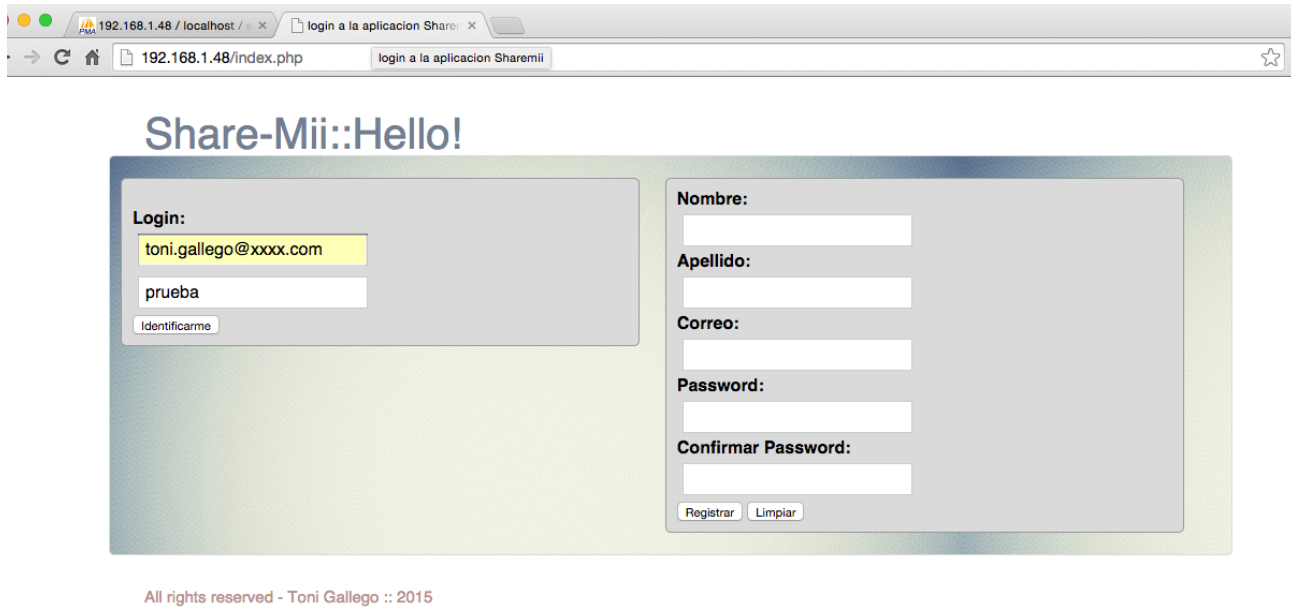 192.168.1.48 / localhost / s
login a la aplicacion Sharem
192.168.1.48/index.php
login a la aplicacion Sharemii
Share-Mii::Hello!
Login:
toni.gallego@xxxx.com
prueba
Identificarme
Nombre:
Apellido:
Correo:
Password:
Confirmar Password:
Registrar
Limpiar
All rights reserved - Toni Gallego :: 2015